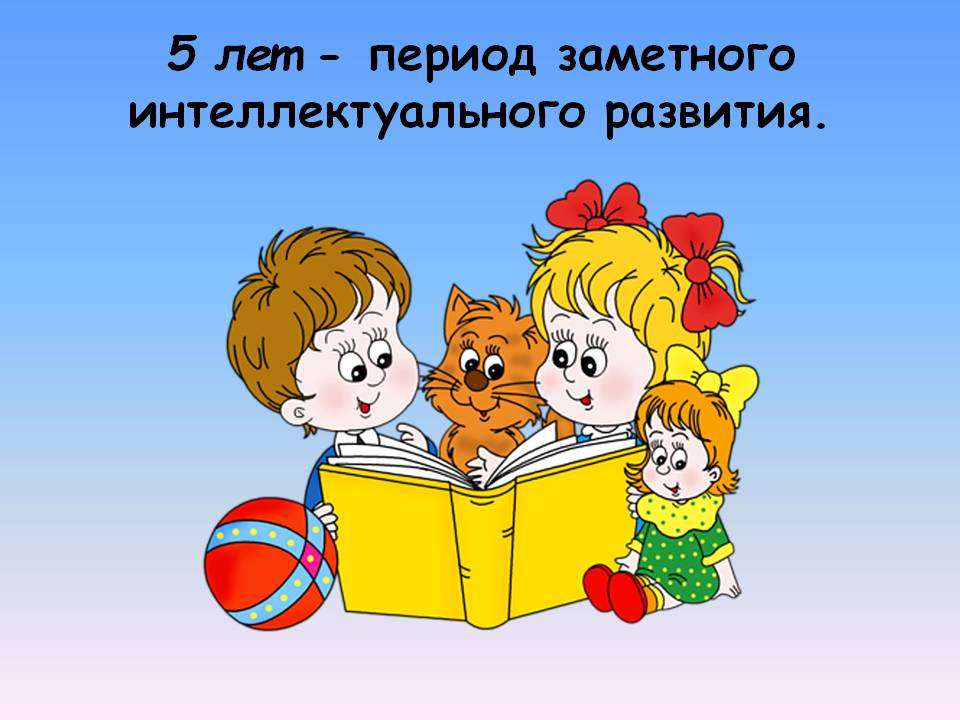 5 лет - период заметного
интеллектуального развития.